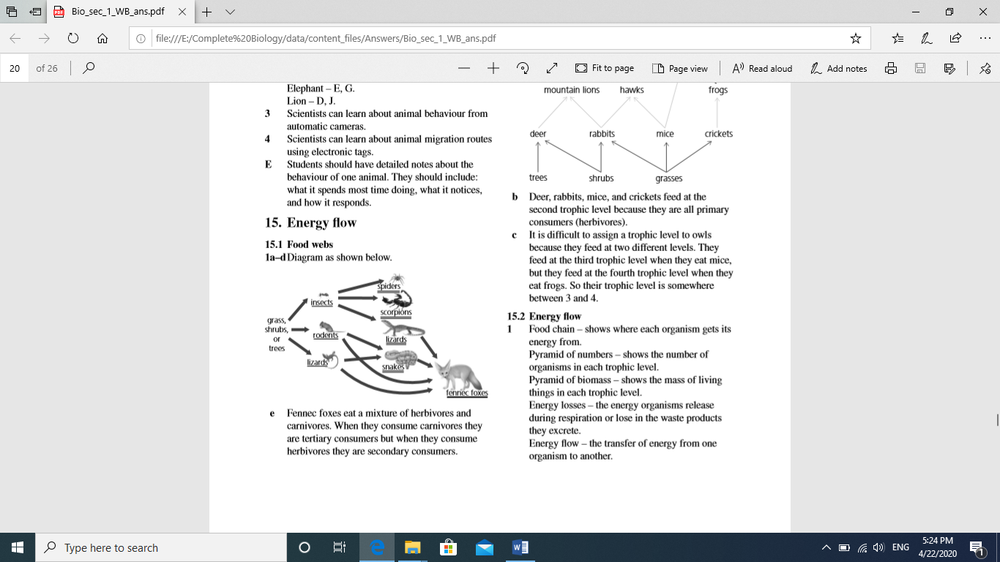 Bio_sec_1_WB_ans.pdf
file:///E:/Complete%20Biology/data/content_files/Answers/Bio_sec_1_WB_ans.pdf
20 of 26
Fit to page
Page view
Read aloud
Add notes
Elephant – E, G.
Lion – D, J.
3 Scientists can learn about animal behaviour from
automatic cameras.
4 Scientists can learn about animal migration routes
using electronic tags.
E Students should have detailed notes about the
behaviour of one animal. They should include:
what it spends most time doing, what it notices,
and how it responds.
15. Energy flow
15.1 Food webs
1a–d Diagram as shown below.
spiders
insects
scorpions
grass,
shrubs,
or
trees
rodents
lizards
lizards
snakes
fennec foxes
e Fennec foxes eat a mixture of herbivores and
carnivores. When they consume carnivores they
are tertiary consumers but when they consume
herbivores they are secondary consumers.
mountain lions hawks frogs
deer rabbits mice crickets
trees shrubs grasses
b Deer, rabbits, mice, and crickets feed at the
second trophic level because they are all primary
consumers (herbivores).
c It is difficult to assign a trophic level to owls
because they feed at two different levels. They
feed at the third trophic level when they eat mice,
but they feed at the fourth trophic level when they
eat frogs. So their trophic level is somewhere
between 3 and 4.
15.2 Energy flow
1 Food chain – shows where each organism gets its
energy from.
Pyramid of numbers – shows the number of
organisms in each trophic level.
Pyramid of biomass – shows the mass of living
things in each trophic level.
Energy losses – the energy organisms release
during respiration or lose in the waste products
they excrete.
Energy flow – the transfer of energy from one
organism to another.
Type here to search
ENG
5:24 PM
4/22/2020
1